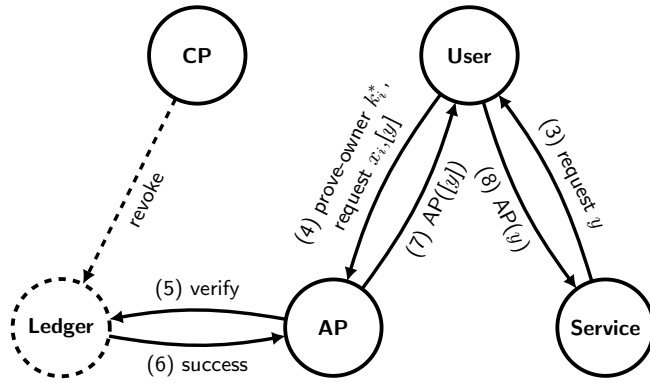 CP
User
revoke
(4) prove-owner $k_i^*$,
request $x_i$,[$y$]
(7) AP([$y$])
(8) AP($y$)
(3) request $y$
(5) verify
Ledger
AP
Service
(6) success